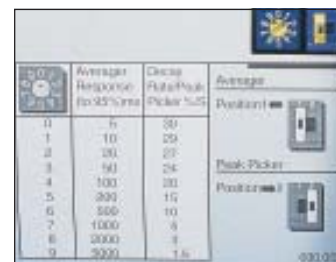 Averager
Response
(to 95%)ms
Decay
Rate/Peak
Picker %/S
0 5 30
1 10 29
2 20 27
3 50 24
4 100 20
5 200 15
6 500 10
7 1000 6
8 2000 3
9 5000 1.5
Averager
Position
Peak Picker
Position